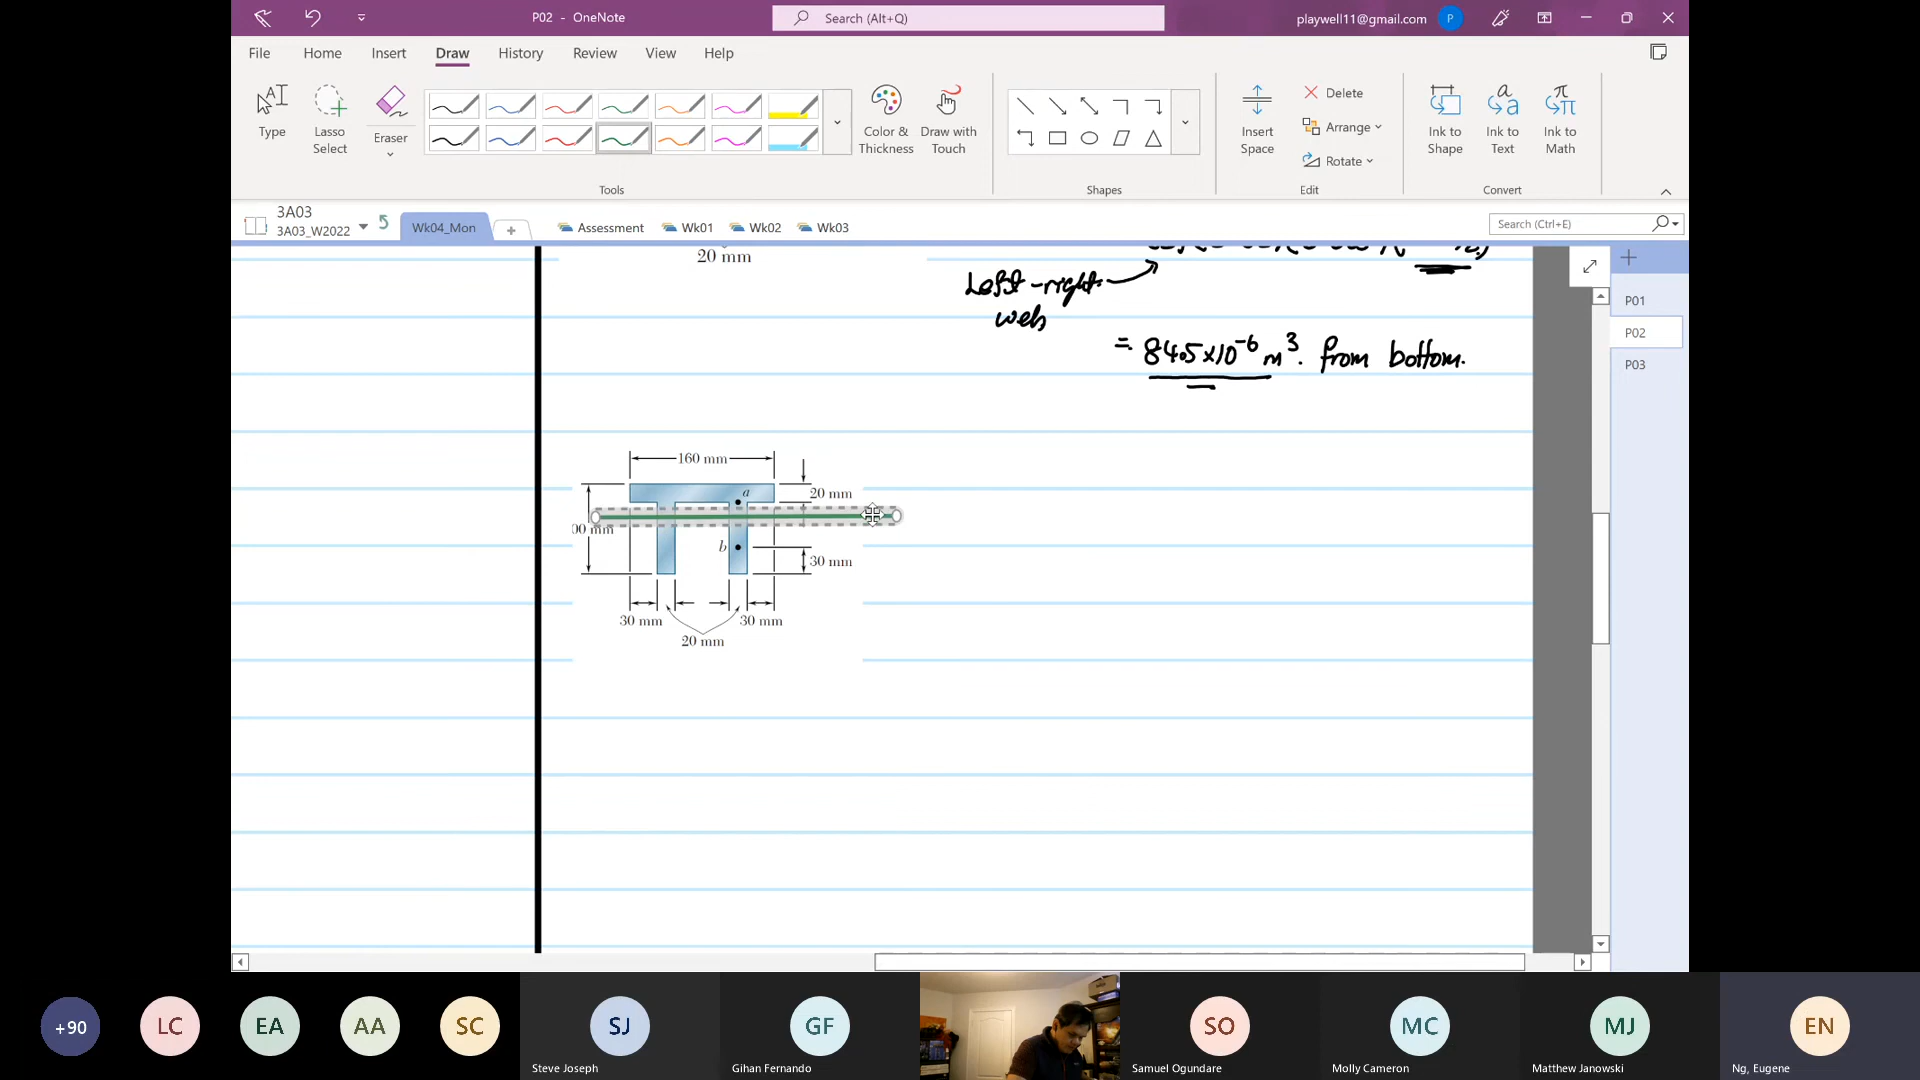 P02 - OneNote
Search (Alt+Q)
playwell11@gmail.com
P
File
Home
Insert
Draw
History
Review
View
Help
Type
Lasso Select
Eraser
Color & Thickness
Draw with Touch
Insert Space
Delete
Arrange
Rotate
Ink to Shape
Ink to Text
Ink to Math
Tools
Shapes
Edit
Convert
3A03
3A03_W2022
Wk04_Mon
Assessment
Wk01
Wk02
Wk03
Search (Ctrl+E)
P01
P02
P03
20 mm
Left-right
web
= 84.5×10⁻⁶ m³. from bottom.
160 mm
a
20 mm
00 mm
b
30 mm
30 mm
30 mm
20 mm
+90
LC
EA
AA
SC
SJ
GF
SO
MC
MJ
EN
Steve Joseph
Gihan Fernando
Samuel Ogundare
Molly Cameron
Matthew Janowski
Ng, Eugene